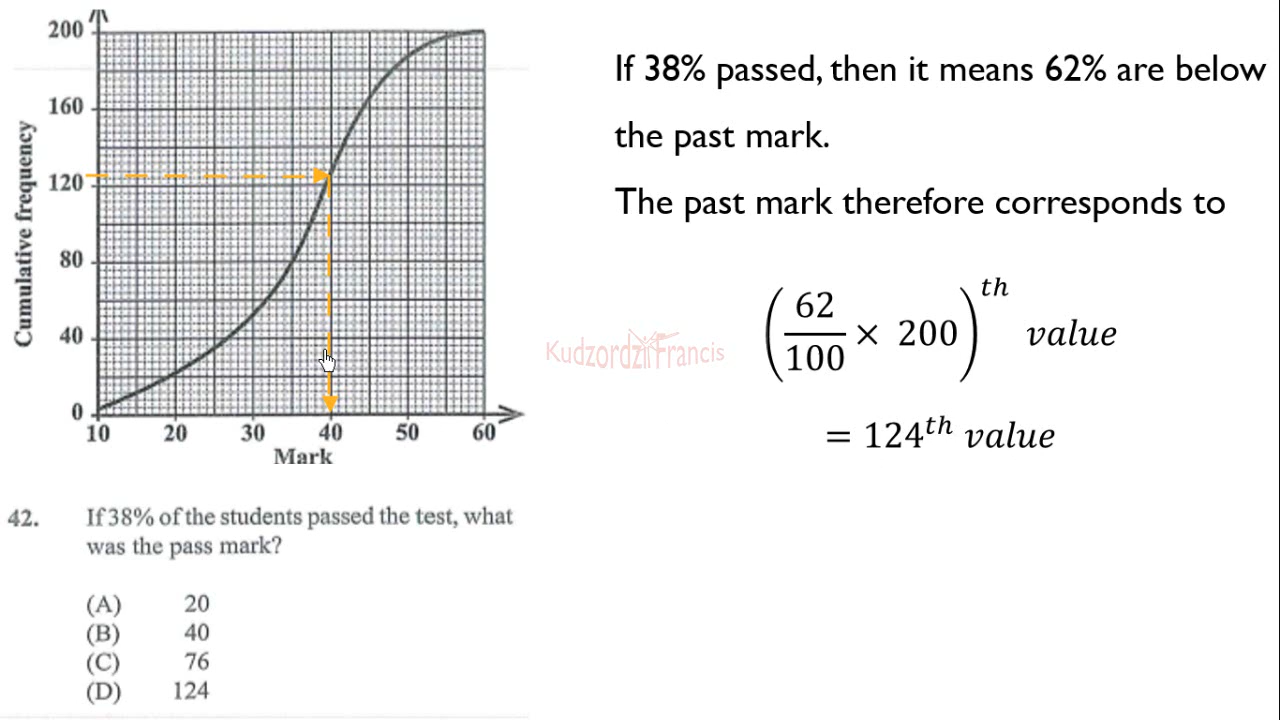 200
160
120
80
40
0
10 20 30 40 50 60
Cumulative frequency
Mark
42. If 38% of the students passed the test, what
was the pass mark?
(A) 20
(B) 40
(C) 76
(D) 124
If 38% passed, then it means 62% are below
the past mark.
The past mark therefore corresponds to
(62/100 × 200)^th value
= 124^th value
Kudzordzi Francis